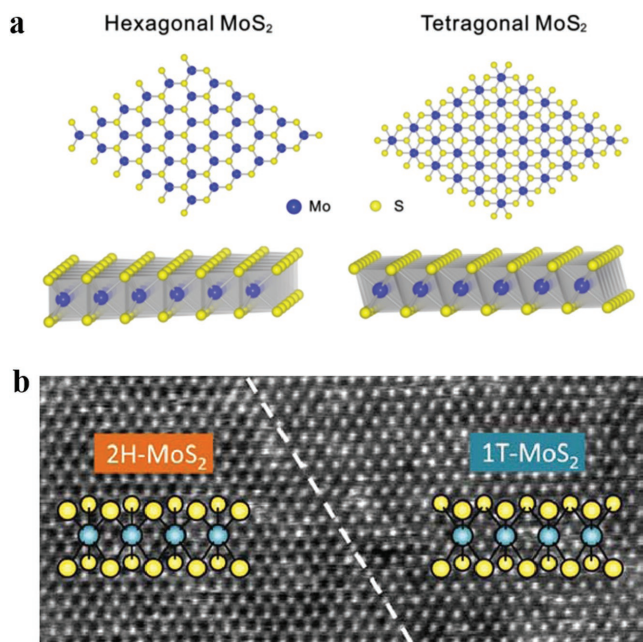 a
Hexagonal MoS₂
Tetragonal MoS₂
Mo
S
b
2H-MoS₂
1T-MoS₂